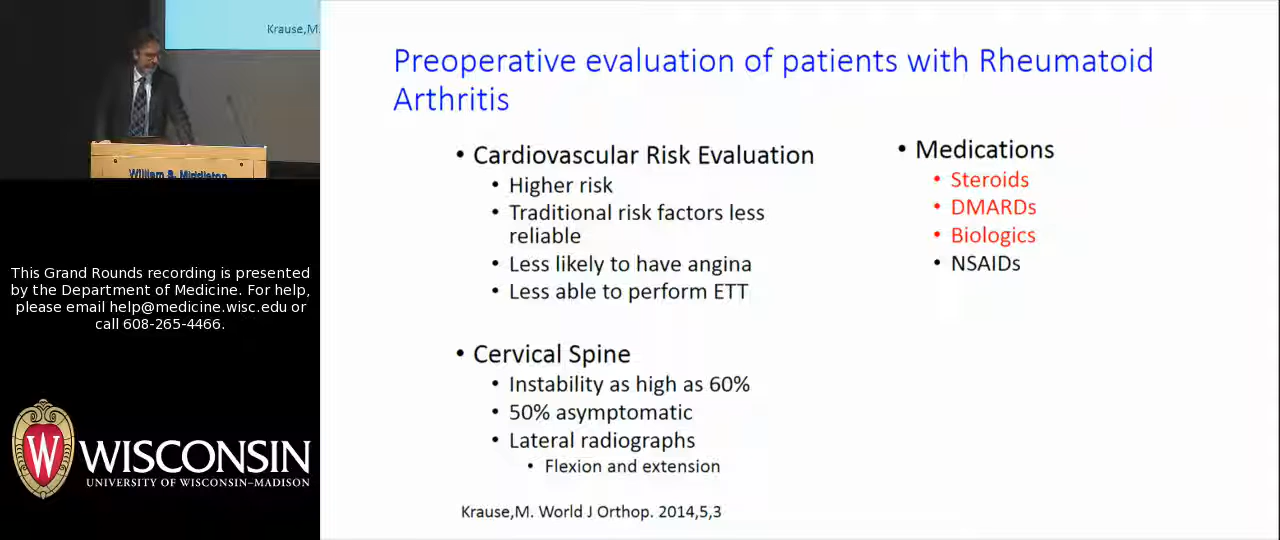 Krause,M.
William S. Middleton
This Grand Rounds recording is presented
by the Department of Medicine. For help,
please email help@medicine.wisc.edu or
call 608-265-4466.
W
WISCONSIN
UNIVERSITY OF WISCONSIN–MADISON
Preoperative evaluation of patients with Rheumatoid
Arthritis
• Cardiovascular Risk Evaluation
• Higher risk
• Traditional risk factors less
reliable
• Less likely to have angina
• Less able to perform ETT
• Cervical Spine
• Instability as high as 60%
• 50% asymptomatic
• Lateral radiographs
• Flexion and extension
Krause,M. World J Orthop. 2014,5,3
• Medications
• Steroids
• DMARDs
• Biologics
• NSAIDs